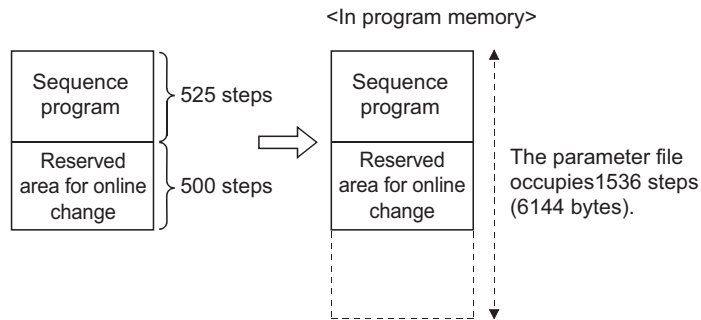 <In program memory>
Sequence
program
525 steps
Reserved
area for online
change
500 steps
Sequence
program
Reserved
area for online
change
The parameter file
occupies1536 steps
(6144 bytes).